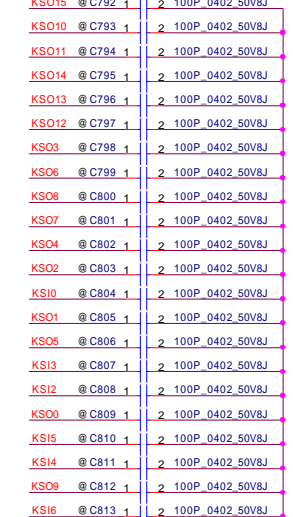 KSO15 @ C792 1 2 100P_0402_50V8J
KSO10 @ C793 1 2 100P_0402_50V8J
KSO11 @ C794 1 2 100P_0402_50V8J
KSO14 @ C795 1 2 100P_0402_50V8J
KSO13 @ C796 1 2 100P_0402_50V8J
KSO12 @ C797 1 2 100P_0402_50V8J
KSO3 @ C798 1 2 100P_0402_50V8J
KSO6 @ C799 1 2 100P_0402_50V8J
KSO8 @ C800 1 2 100P_0402_50V8J
KSO7 @ C801 1 2 100P_0402_50V8J
KSO4 @ C802 1 2 100P_0402_50V8J
KSO2 @ C803 1 2 100P_0402_50V8J
KSI0 @ C804 1 2 100P_0402_50V8J
KSO1 @ C805 1 2 100P_0402_50V8J
KSO5 @ C806 1 2 100P_0402_50V8J
KSI3 @ C807 1 2 100P_0402_50V8J
KSI2 @ C808 1 2 100P_0402_50V8J
KSO0 @ C809 1 2 100P_0402_50V8J
KSI5 @ C810 1 2 100P_0402_50V8J
KSI4 @ C811 1 2 100P_0402_50V8J
KSO9 @ C812 1 2 100P_0402_50V8J
KSI6 @ C813 1 2 100P_0402_50V8J